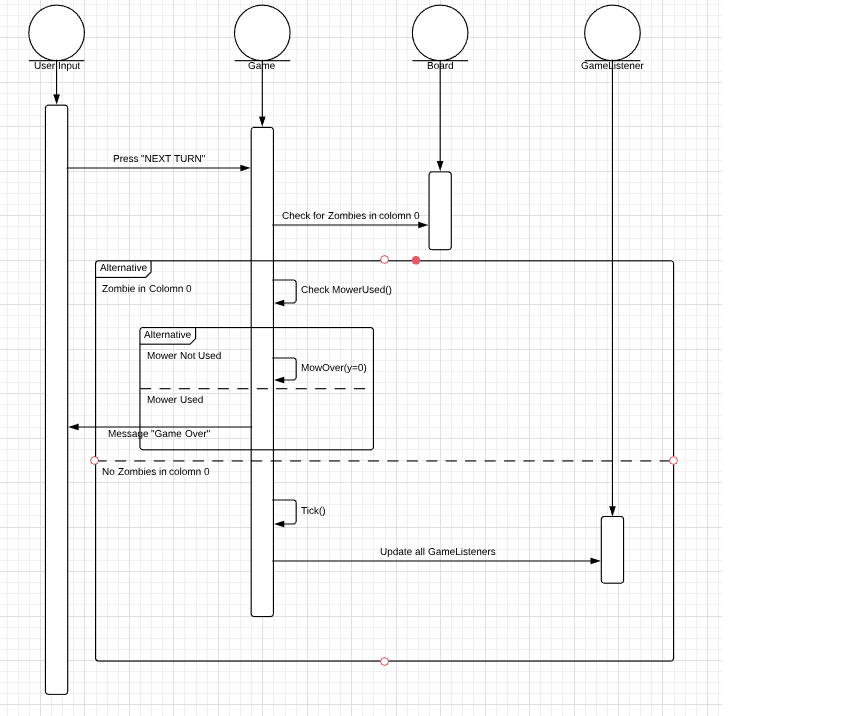 User Input
Game
Board
GameListener
Press "NEXT TURN"
Check for Zombies in colomn 0
Alternative
Zombie in Colomn 0
Check MowerUsed()
Alternative
Mower Not Used
MowOver(y=0)
Mower Used
Message "Game Over"
No Zombies in colomn 0
Tick()
Update all GameListeners